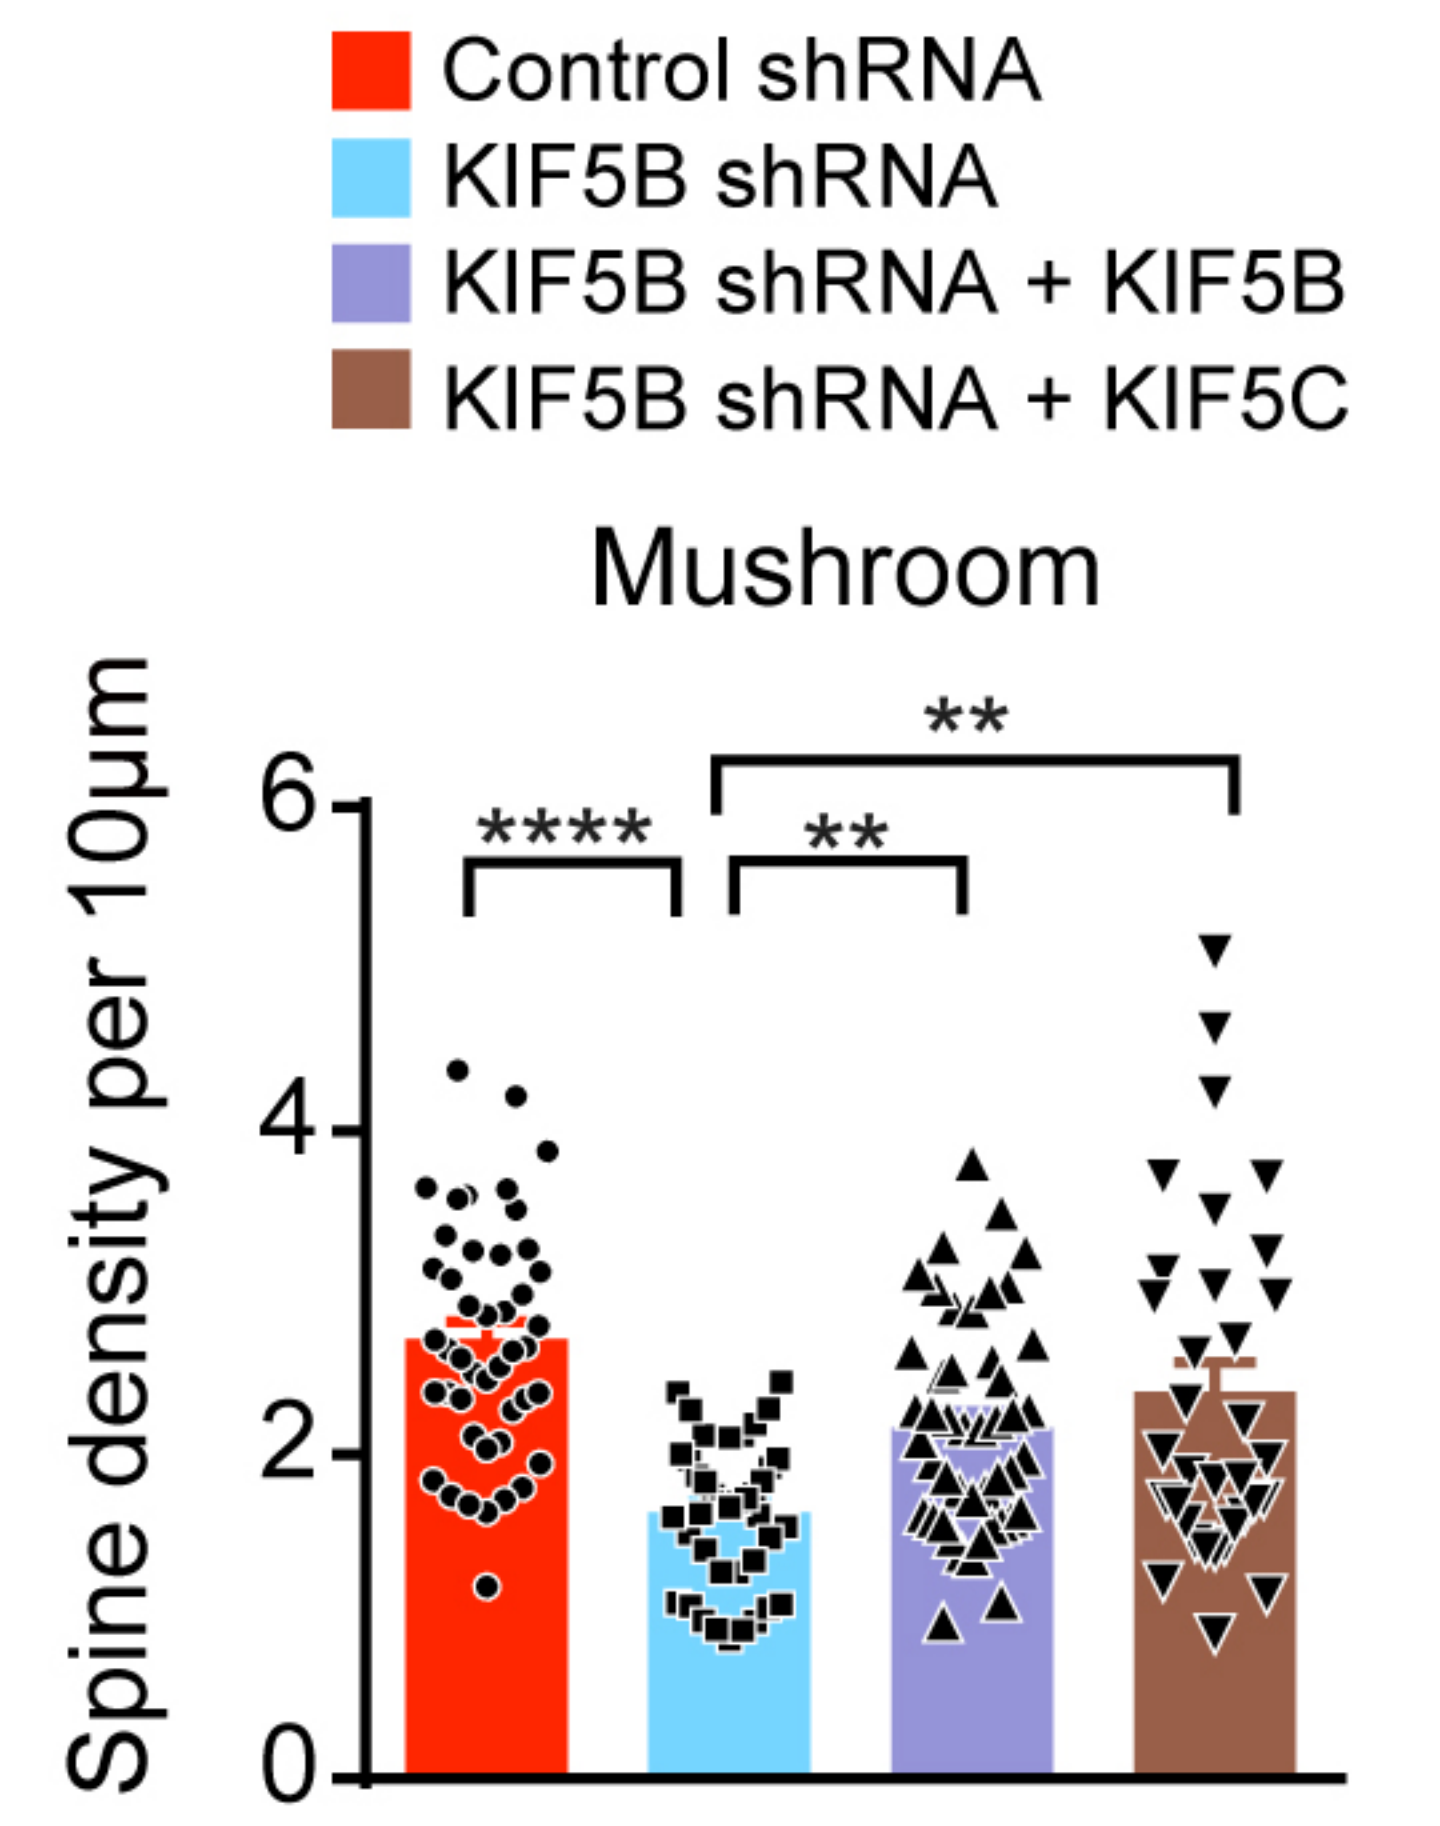 Control shRNA
KIF5B shRNA
KIF5B shRNA + KIF5B
KIF5B shRNA + KIF5C
Mushroom
Spine density per 10µm
**
6
****
**
4
2
0